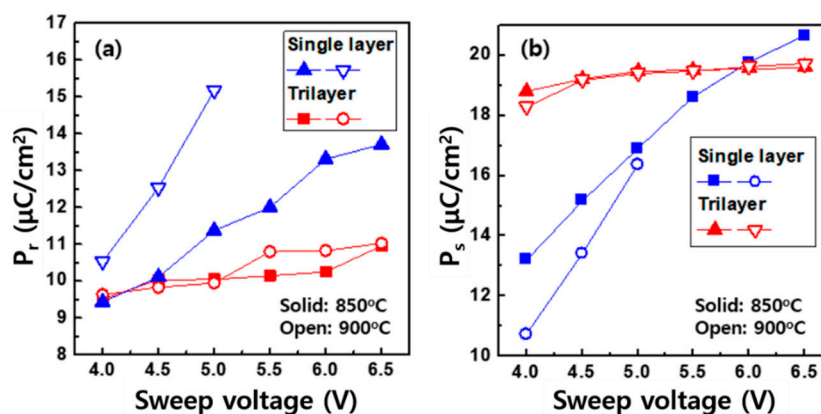 (a)
Single layer
Trilayer
Solid: 850°C
Open: 900°C
17
16
15
14
13
12
11
10
9
8
4.0 4.5 5.0 5.5 6.0 6.5
Pr (μC/cm²)
Sweep voltage (V)
(b)
Single layer
Trilayer
Solid: 850°C
Open: 900°C
20
18
16
14
12
10
4.0 4.5 5.0 5.5 6.0 6.5
Ps (μC/cm²)
Sweep voltage (V)